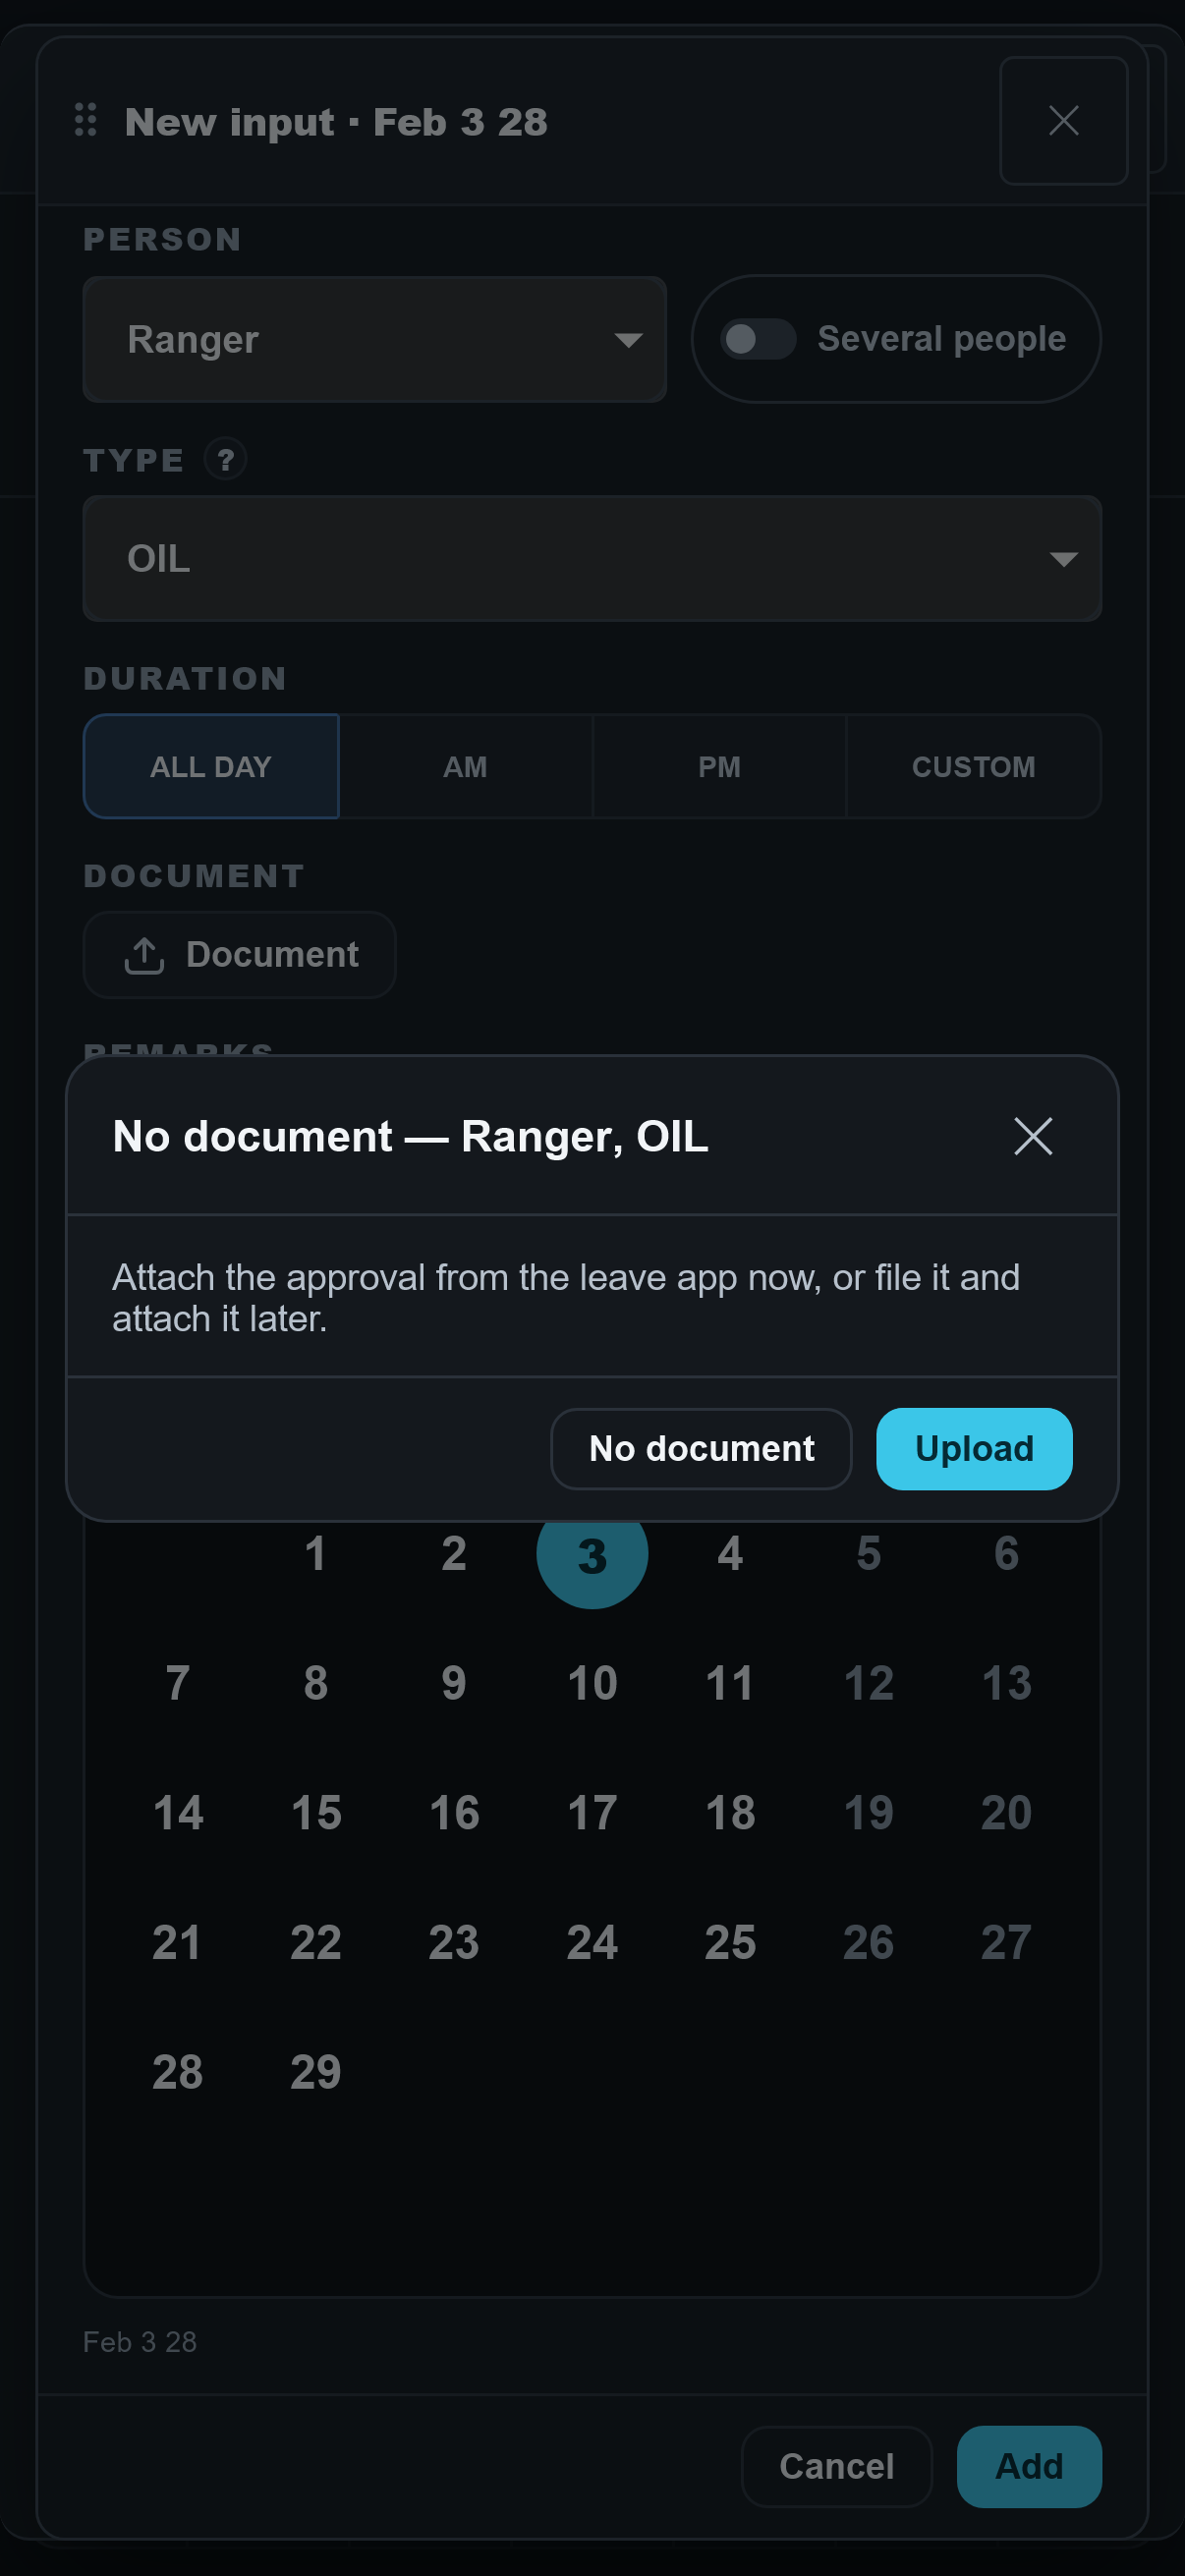 New input · Feb 3 28
PERSON
Ranger
Several people
TYPE ?
OIL
DURATION
ALL DAY AM PM CUSTOM
DOCUMENT
Document
REMARKS
No document — Ranger, OIL
Attach the approval from the leave app now, or file it and
attach it later.
No document Upload
1 2 3 4 5 6
7 8 9 10 11 12 13
14 15 16 17 18 19 20
21 22 23 24 25 26 27
28 29
Feb 3 28
Cancel Add